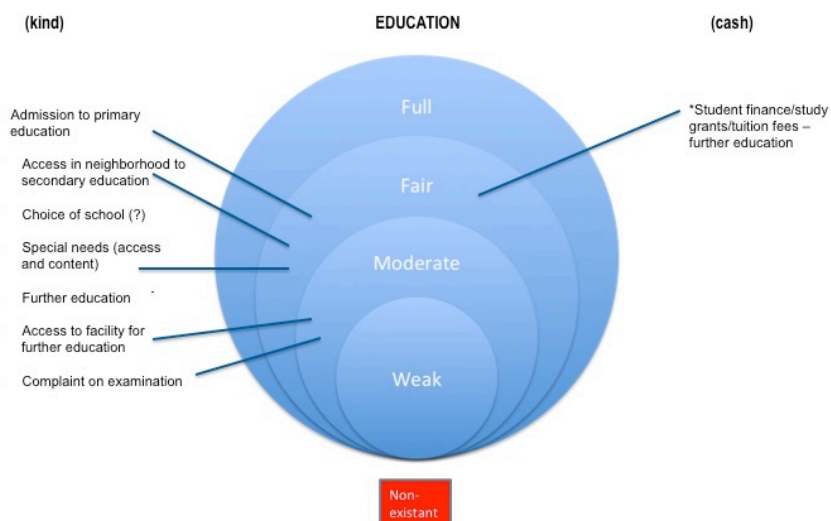 (kind)
EDUCATION
(cash)
Full
Admission to primary
education
*Student finance/study
grants/tuition fees –
further education
Access in neighborhood to
secondary education
Fair
Choice of school (?)
Special needs (access
and content)
Moderate
Further education
Access to facility for
further education
Complaint on examination
Weak
Non-
existant